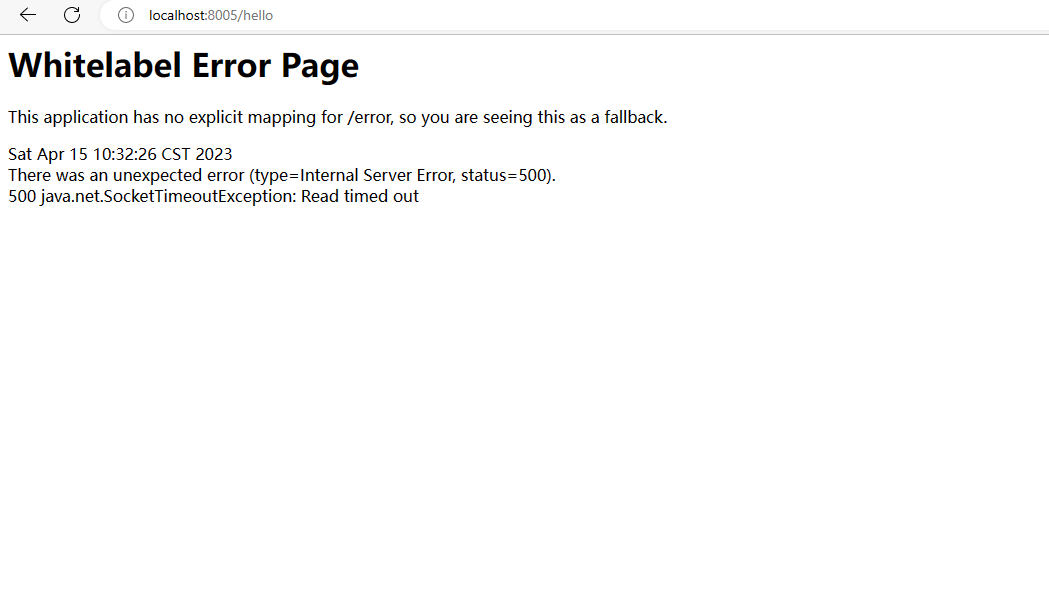 localhost:8005/hello
Whitelabel Error Page
This application has no explicit mapping for /error, so you are seeing this as a fallback.
Sat Apr 15 10:32:26 CST 2023
There was an unexpected error (type=Internal Server Error, status=500).
500 java.net.SocketTimeoutException: Read timed out